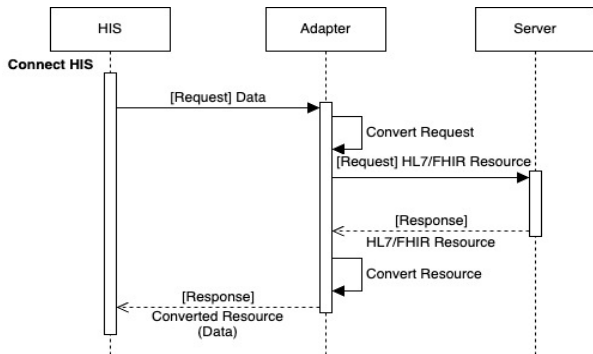 HIS
Adapter
Server
Connect HIS
[Request] Data
Convert Request
[Request] HL7/FHIR Resource
[Response]
HL7/FHIR Resource
Convert Resource
[Response]
Converted Resource
(Data)